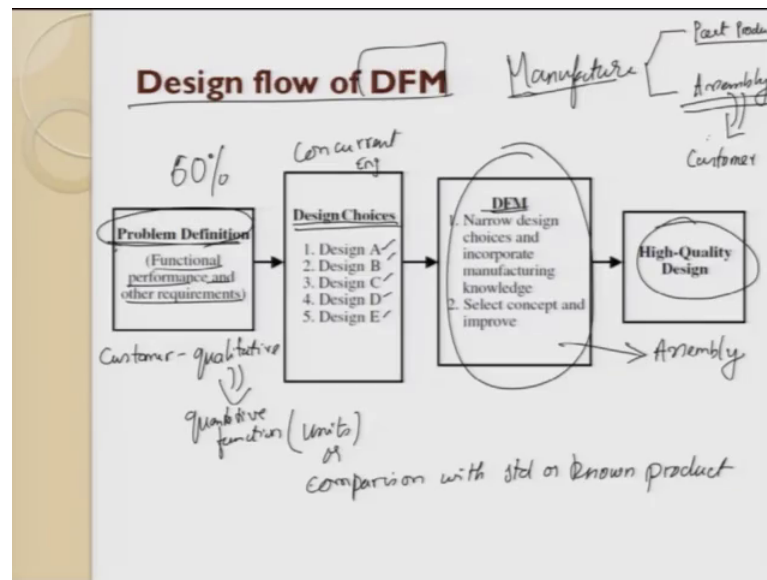 Design flow of DFM
Manufacture
Part Produ
Assembly
Customer
60%
Concurrent
Eng
Problem Definition
(Functional
performance and
other requirements)
Design Choices
1. Design A
2. Design B
3. Design C
4. Design D
5. Design E
DFM
1. Narrow design
choices and
incorporate
manufacturing
knowledge
2. Select concept and
improve
High-Quality
Design
Assembly
Customer - qualitative
quantitive
function (units)
or
comparison with std or known product